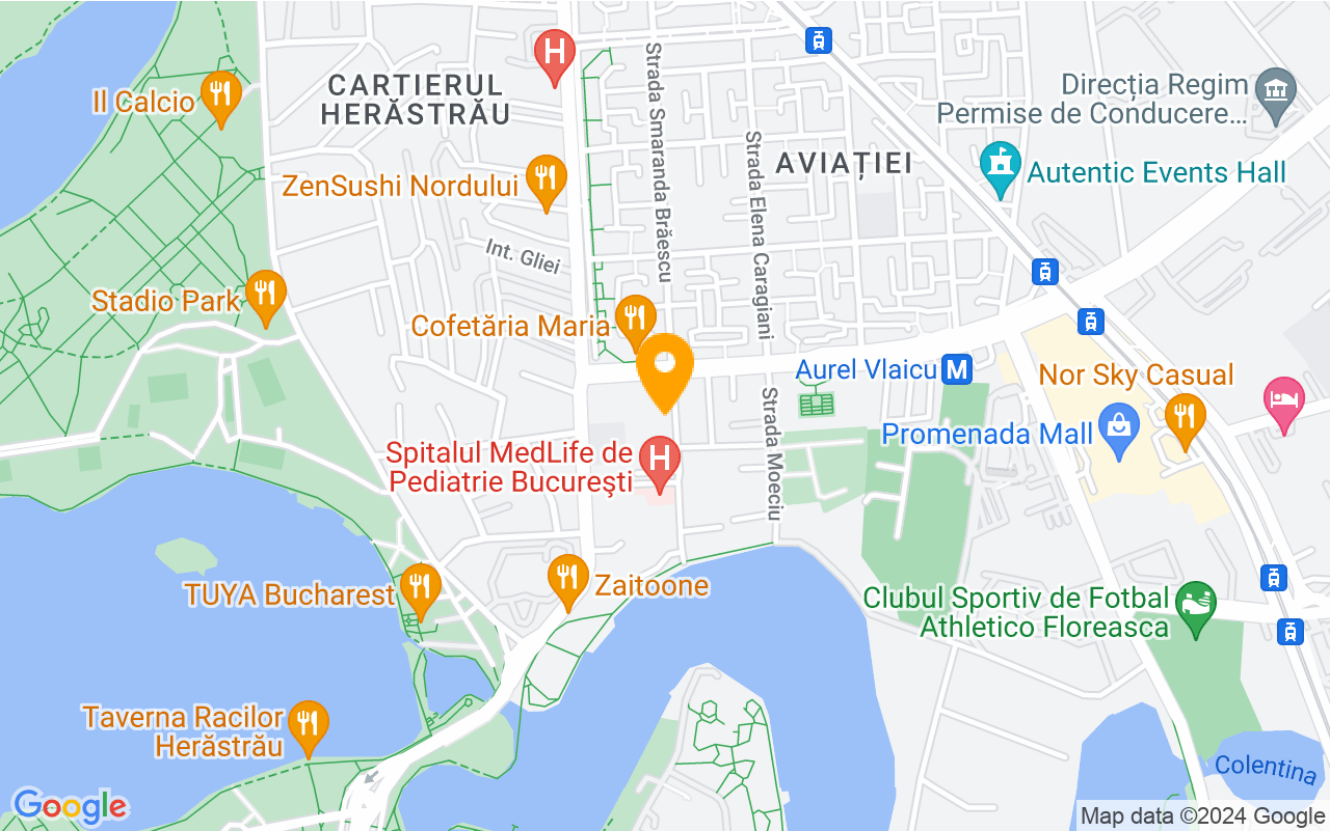 CARTIERUL
HERĂSTRĂU
Il Calcio
Strada Smaranda Brăescu
Direcția Regim
Permise de Conducere...
AVIAȚIEI
Autentic Events Hall
ZenSushi Nordului
Strada Elena Caragiani
Int. Gliei
Stadio Park
Cofetăria Maria
Aurel Vlaicu
M
Nor Sky Casual
Strada Moeciu
Promenada Mall
H
H
Spitalul MedLife de
Pediatrie Bucureşti
TUYA Bucharest
Zaitoone
Clubul Sportiv de Fotbal
Athletico Floreasca
Taverna Racilor
Herăstrău
Colentina
Google
Map data ©2024 Google